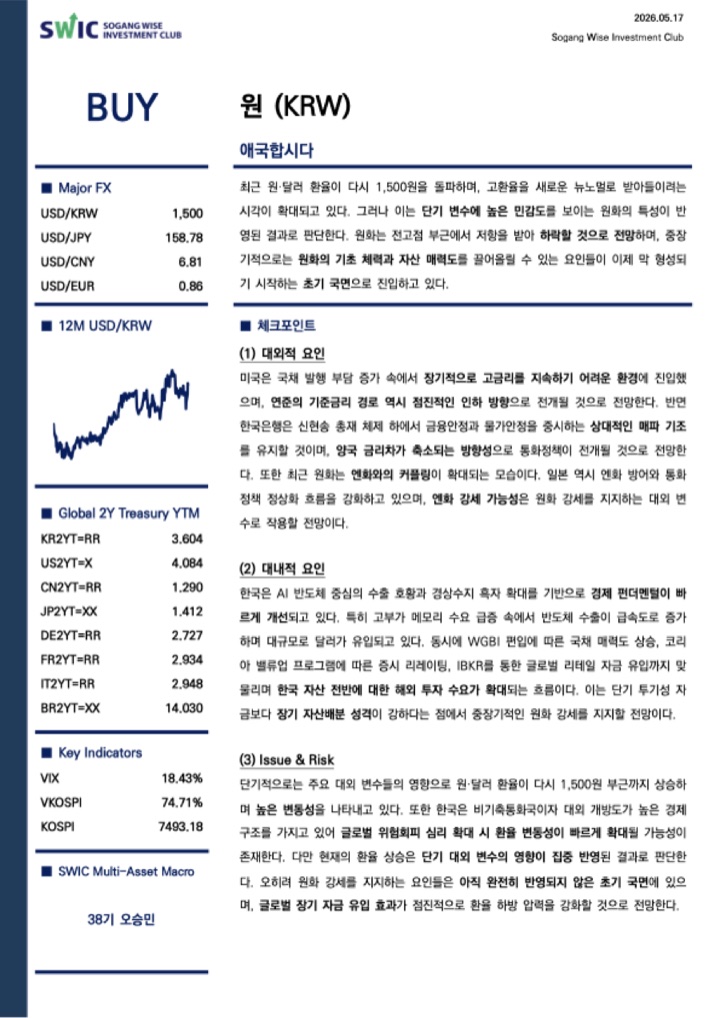 SWIC SOGANG WISE
INVESTMENT CLUB
2026.05.17
Sogang Wise Investment Club
BUY
원 (KRW)
애국합시다
■ Major FX
USD/KRW 1,500
USD/JPY 158.78
USD/CNY 6.81
USD/EUR 0.86
최근 원·달러 환율이 다시 1,500원을 돌파하며, 고환율을 새로운 뉴노멀로 받아들이려는
시각이 확대되고 있다. 그러나 이는 단기 변수에 높은 민감도를 보이는 원화의 특성이 반
영된 결과로 판단한다. 원화는 전고점 부근에서 저항을 받아 하락할 것으로 전망하며, 중장
기적으로는 원화의 기초 체력과 자산 매력도를 끌어올릴 수 있는 요인들이 이제 막 형성되
기 시작하는 초기 국면으로 진입하고 있다.
■ 12M USD/KRW
■ Global 2Y Treasury YTM
KR2YT=RR 3.604
US2YT=X 4.084
CN2YT=RR 1.290
JP2YT=XX 1.412
DE2YT=RR 2.727
FR2YT=RR 2.934
IT2YT=RR 2.948
BR2YT=XX 14.030
■ Key Indicators
VIX 18.43%
VKOSPI 74.71%
KOSPI 7493.18
■ SWIC Multi-Asset Macro
38기 오승민
■ 체크포인트
(1) 대외적 요인
미국은 국채 발행 부담 증가 속에서 장기적으로 고금리를 지속하기 어려운 환경에 진입했
으며, 연준의 기준금리 경로 역시 점진적인 인하 방향으로 전개될 것으로 전망한다. 반면
한국은행은 신현송 총재 체제 하에서 금융안정과 물가안정을 중시하는 상대적인 매파 기조
를 유지할 것이며, 양국 금리차가 축소되는 방향성으로 통화정책이 전개될 것으로 전망한
다. 또한 최근 원화는 엔화와의 커플링이 확대되는 모습이다. 일본 역시 엔화 방어와 통화
정책 정상화 흐름을 강화하고 있으며, 엔화 강세 가능성은 원화 강세를 지지하는 대외 변
수로 작용할 전망이다.
(2) 대내적 요인
한국은 AI 반도체 중심의 수출 호황과 경상수지 흑자 확대를 기반으로 경제 펀더멘털이 빠
르게 개선되고 있다. 특히 고부가 메모리 수요 급증 속에서 반도체 수출이 급속도로 증가
하며 대규모로 달러가 유입되고 있다. 동시에 WGBI 편입에 따른 국채 매력도 상승, 코리
아 밸류업 프로그램에 따른 증시 리레이팅, IBKR를 통한 글로벌 리테일 자금 유입까지 맞
물리며 한국 자산 전반에 대한 해외 투자 수요가 확대되는 흐름이다. 이는 단기 투기성 자
금보다 장기 자산배분 성격이 강하다는 점에서 중장기적인 원화 강세를 지지할 전망이다.
(3) Issue & Risk
단기적으로는 주요 대외 변수들의 영향으로 원·달러 환율이 다시 1,500원 부근까지 상승하
며 높은 변동성을 나타내고 있다. 또한 한국은 비기축통화국이자 대외 개방도가 높은 경제
구조를 가지고 있어 글로벌 위험회피 심리 확대 시 환율 변동성이 빠르게 확대될 가능성이
존재한다. 다만 현재의 환율 상승은 단기 대외 변수의 영향이 집중 반영된 결과로 판단한
다. 오히려 원화 강세를 지지하는 요인들은 아직 완전히 반영되지 않은 초기 국면에 있으
며, 글로벌 장기 자금 유입 효과가 점진적으로 환율 하방 압력을 강화할 것으로 전망한다.